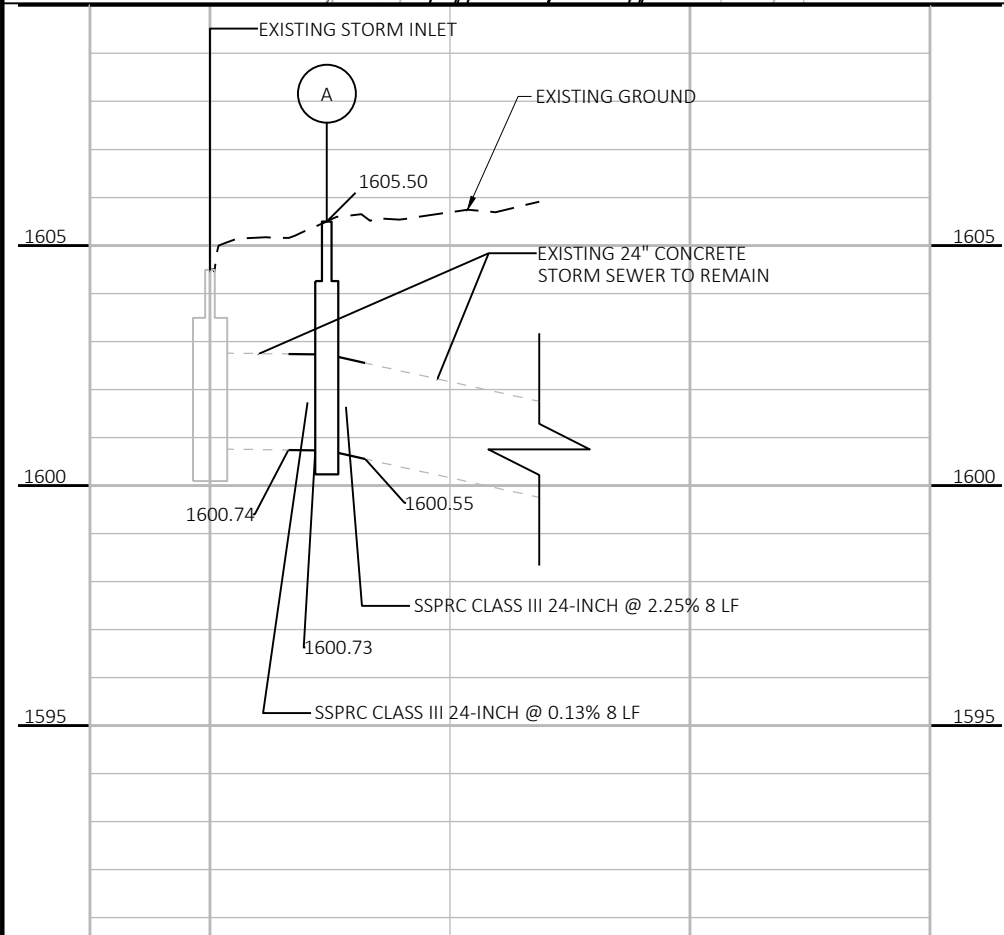 EXISTING STORM INLET
A
EXISTING GROUND
1605.50
1605
1605
EXISTING 24" CONCRETE
STORM SEWER TO REMAIN
1600
1600
1600.74
1600.55
SSPRC CLASS III 24-INCH @ 2.25% 8 LF
1600.73
SSPRC CLASS III 24-INCH @ 0.13% 8 LF
1595
1595